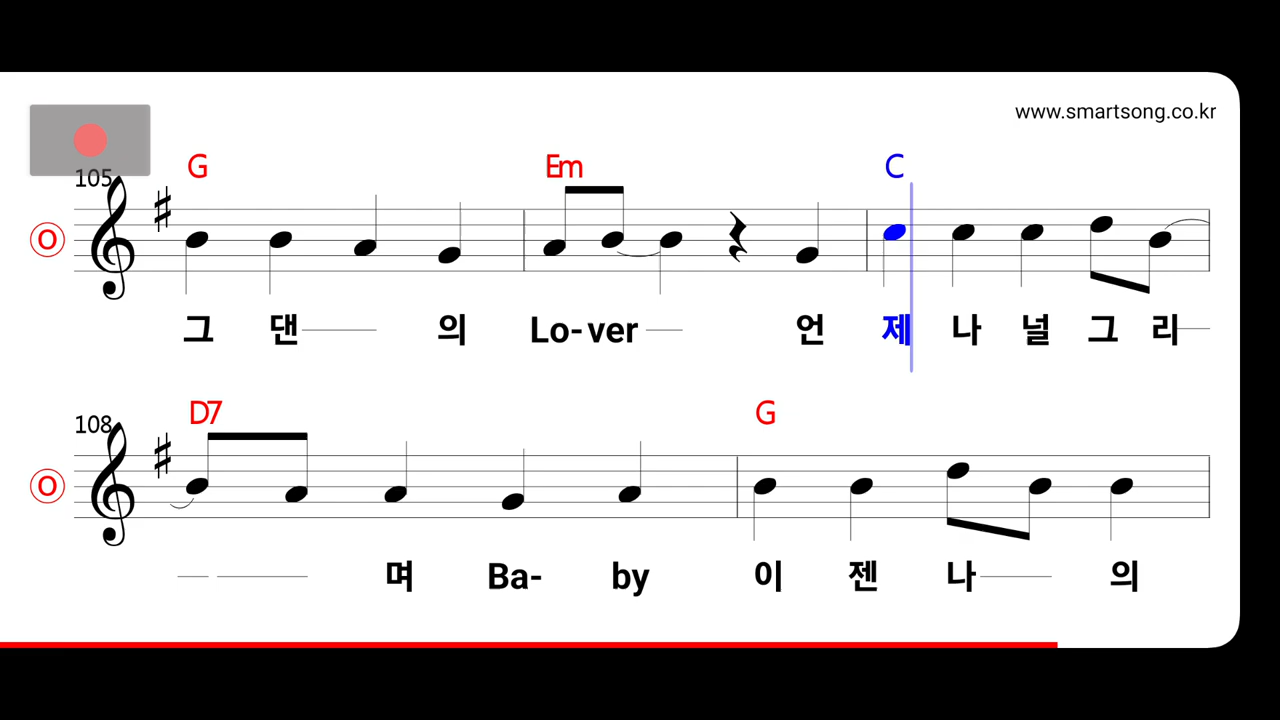 www.smartsong.co.kr
105
G Em C
O
그 댄 의 Lo- ver 언 제 나 널 그 리
108
D7 G
O
며 Ba- by 이 젠 나 의